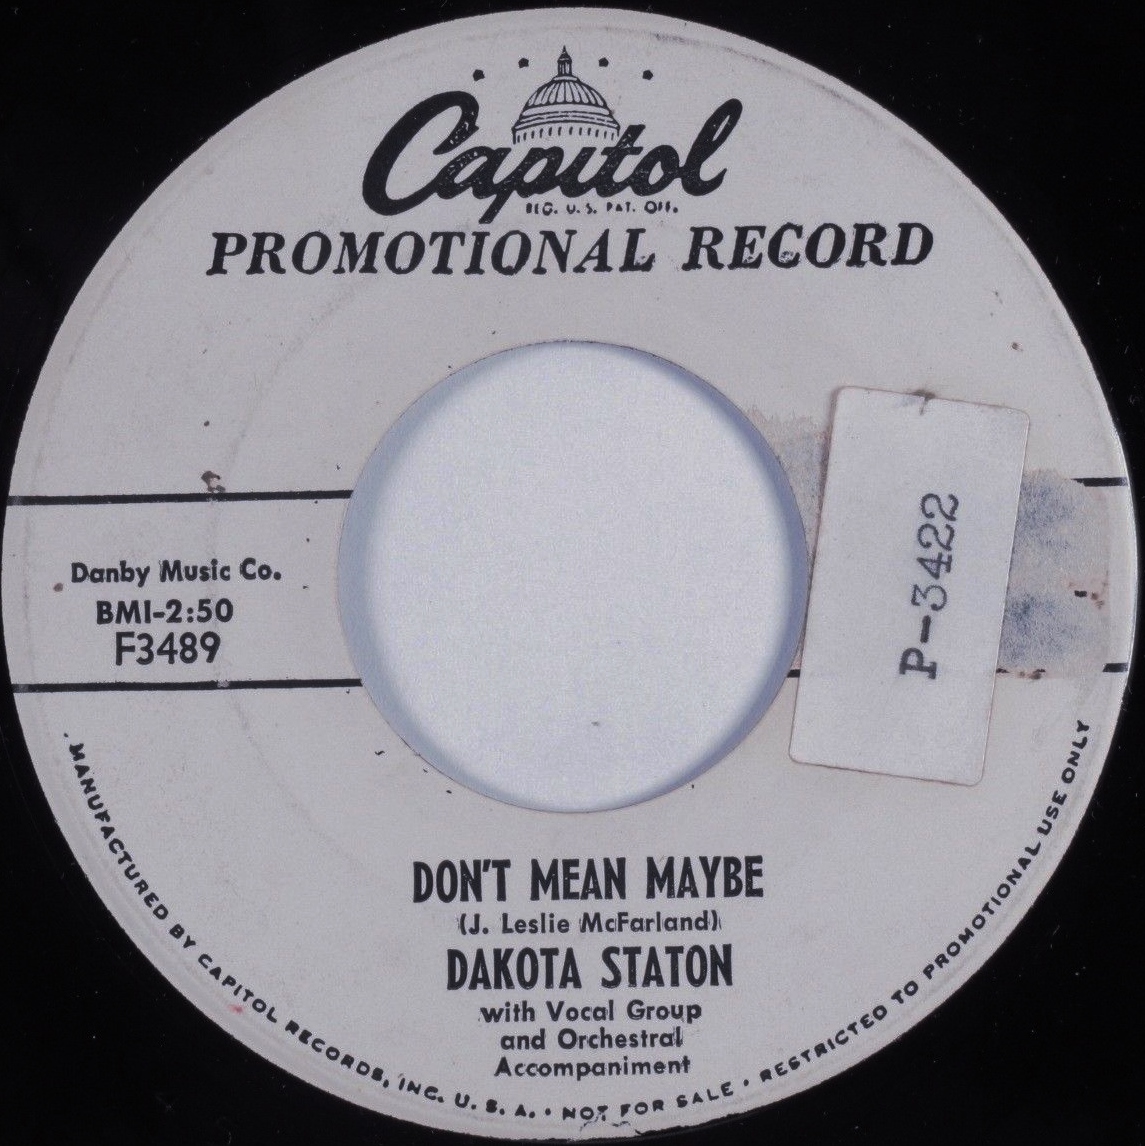 Capitol
REG. U.S. PAT. OFF.
PROMOTIONAL RECORD
Danby Music Co.
BMI-2:50
F3489
P-3422
DON'T MEAN MAYBE
(J. Leslie McFarland)
DAKOTA STATON
with Vocal Group
and Orchestral
Accompaniment
MANUFACTURED BY CAPITOL RECORDS, INC. U. S. A. • NOT FOR SALE • RESTRICTED TO PROMOTIONAL USE ONLY